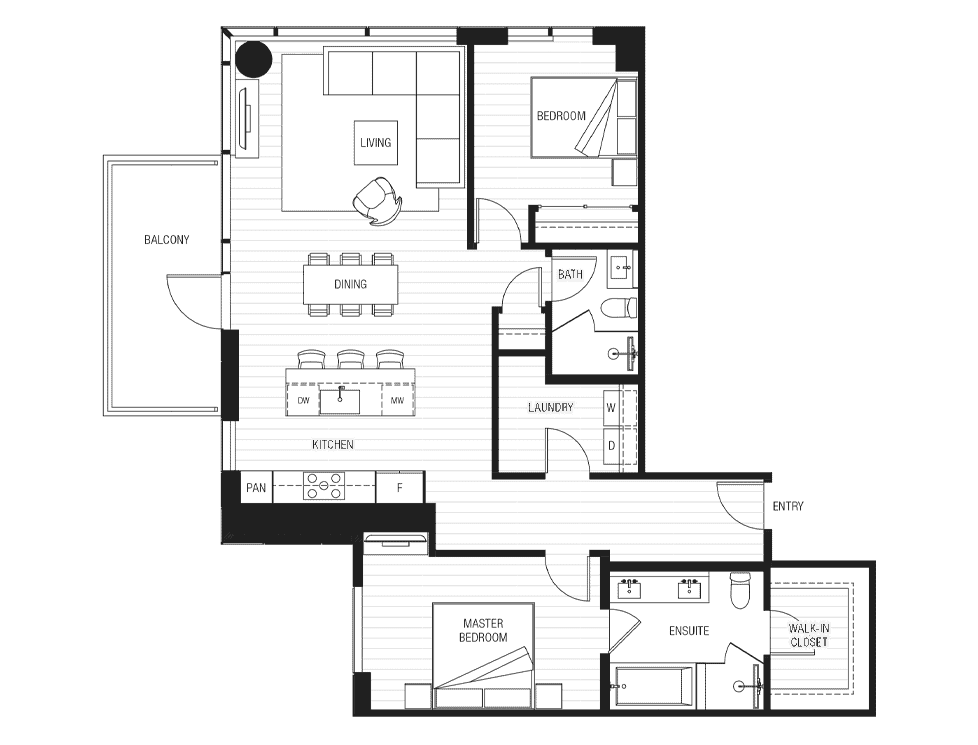 BEDROOM
LIVING
BALCONY
BATH
DINING
DW
MW
LAUNDRY
W
D
KITCHEN
PAN
F
ENTRY
MASTER
BEDROOM
ENSUITE
WALK-IN
CLOSET